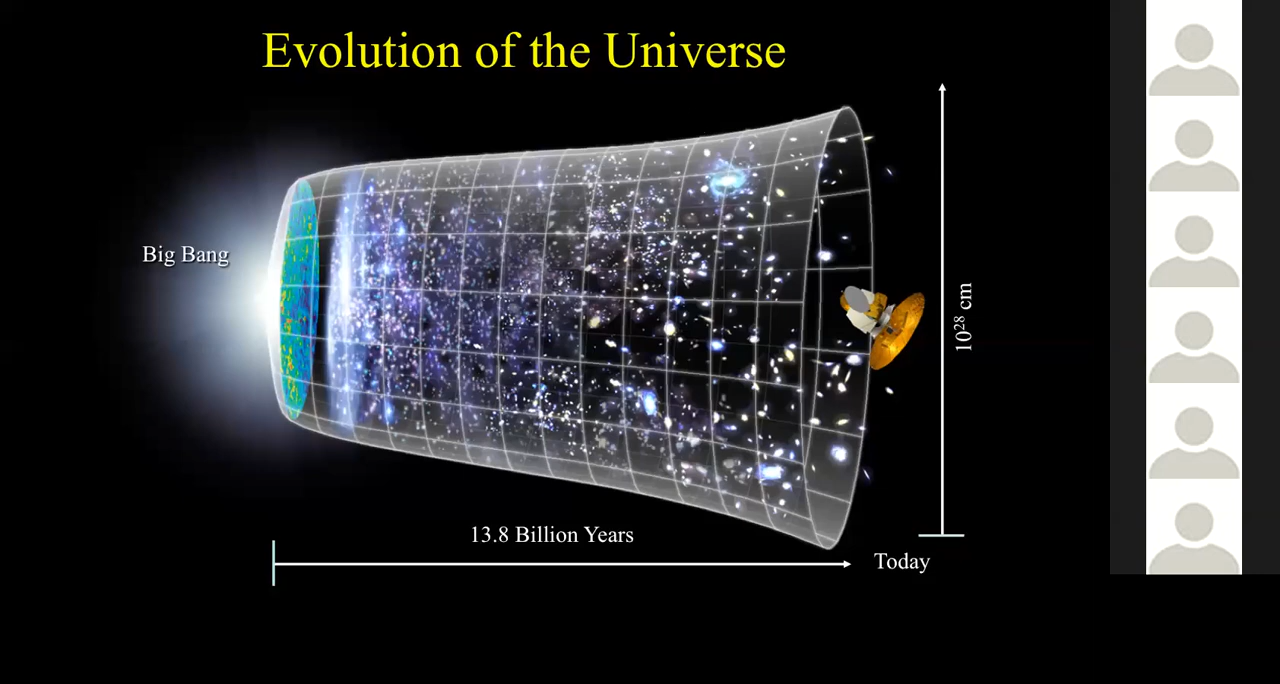 Evolution of the Universe
Big Bang
10²⁸ cm
13.8 Billion Years
Today